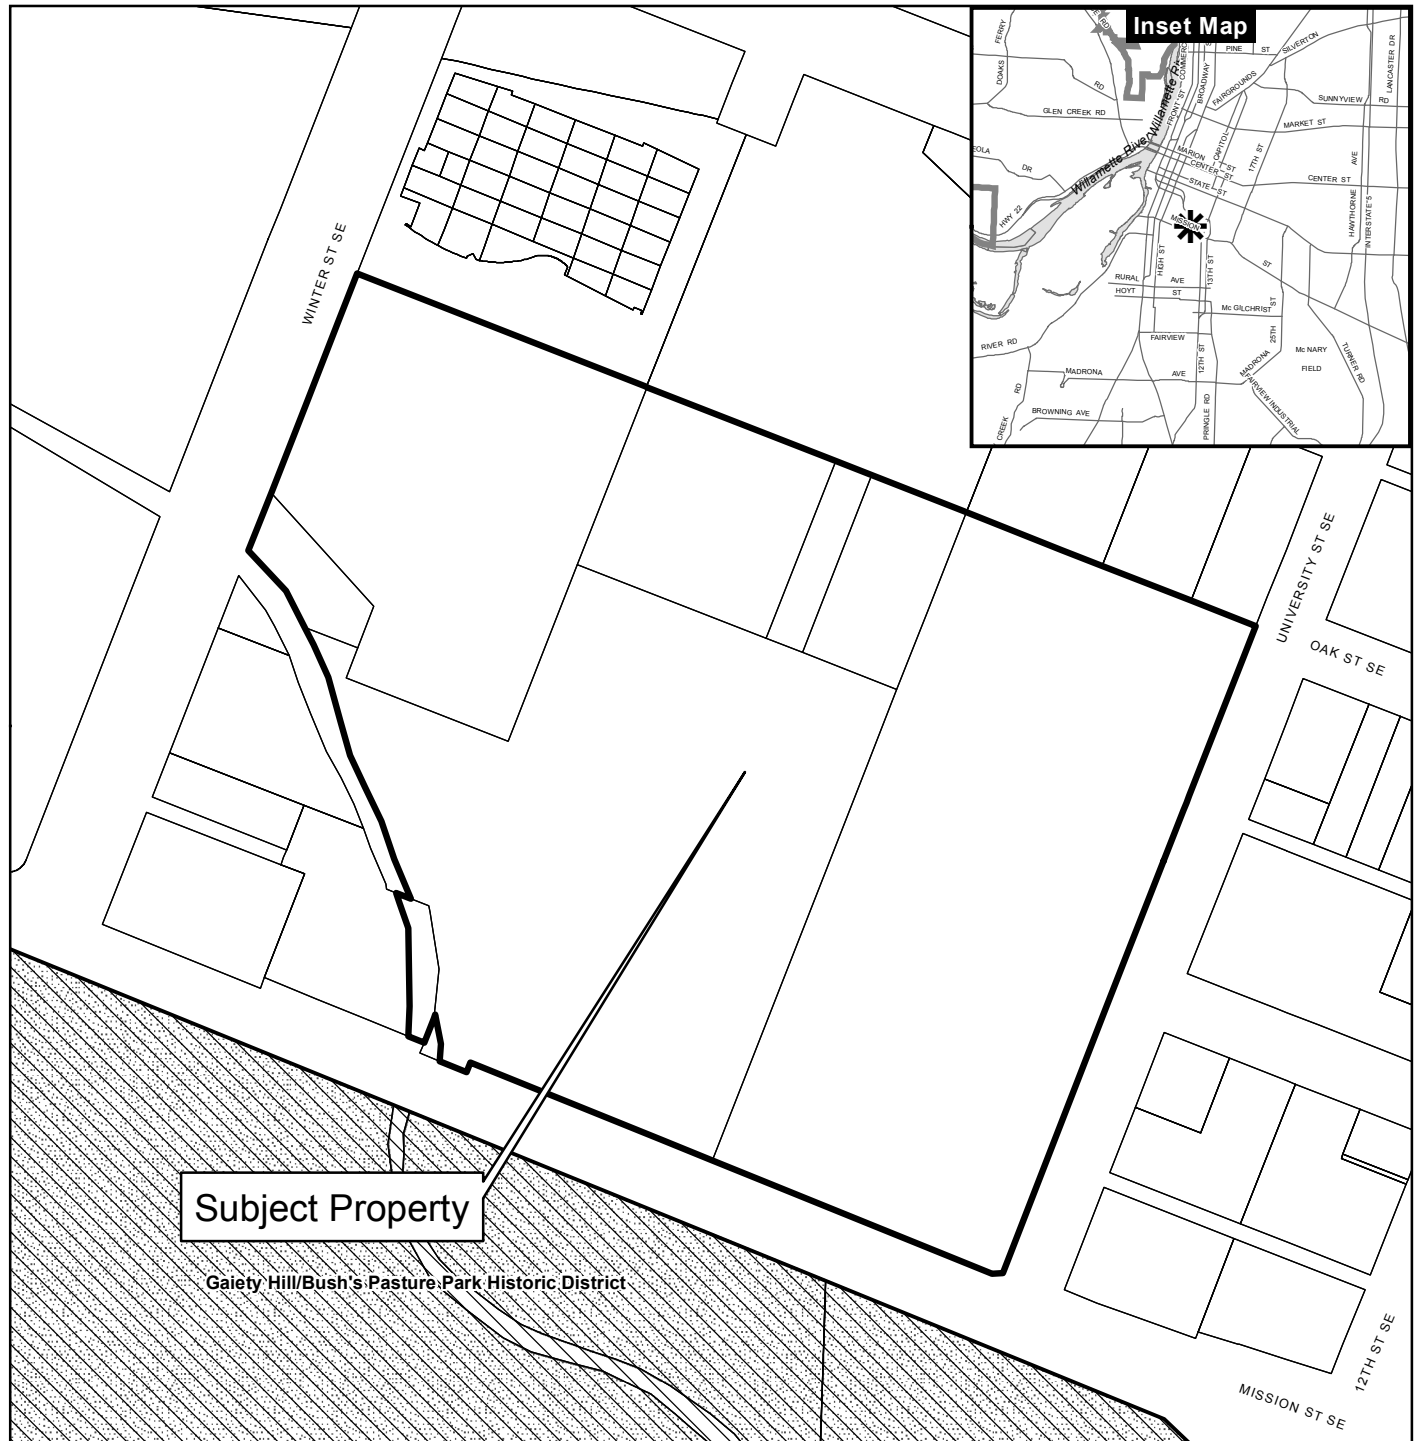 Inset Map
FERRY
DOAKS
RD
PINE ST
SILVERTON
LANCASTER DR
BROADWAY
FAIRGROUNDS
FRONT ST
SUNNYVIEW RD
GLEN CREEK RD
MARKET ST
Willamette River
CAPITOL
17TH ST
EOLA
DR
MARION ST
CENTER ST
CENTER ST
STATE ST
AVE
HAWTHORNE
INTERSTATE 5
HWY 22
MISSION
ST
HIGH ST
13TH ST
RURAL AVE
HOYT ST
Mc GILCHRIST
ST
25TH
RIVER RD
FAIRVIEW
12TH ST
Mc NARY
FIELD
TURNER RD
MADRONA AVE
MADRONA
FAIRVIEW INDUSTRIAL
RD
CREEK
BROWNING AVE
PRINGLE RD
WINTER ST SE
UNIVERSITY ST SE
OAK ST SE
Subject Property
Gaiety Hill/Bush's Pasture Park Historic District
12TH ST SE
MISSION ST SE